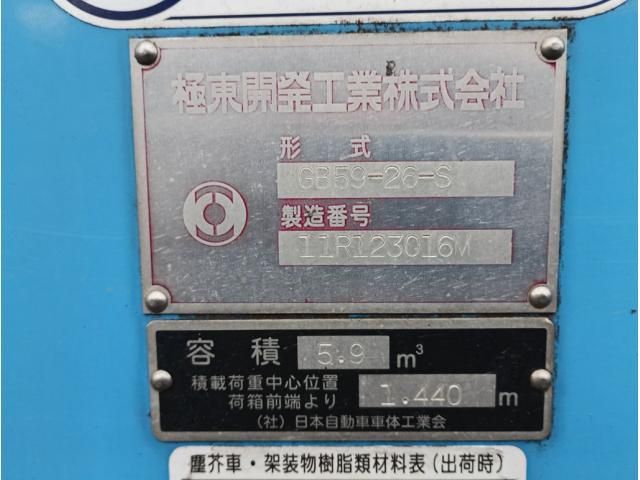 極東開発工業株式会社
形式
GB59-26-S
製造番号
11R123016M
容積 5.9 m³
積載荷重中心位置
荷箱前端より 1.440 m
(社)日本自動車車体工業会
塵芥車・架装物樹脂類材料表(出荷時)